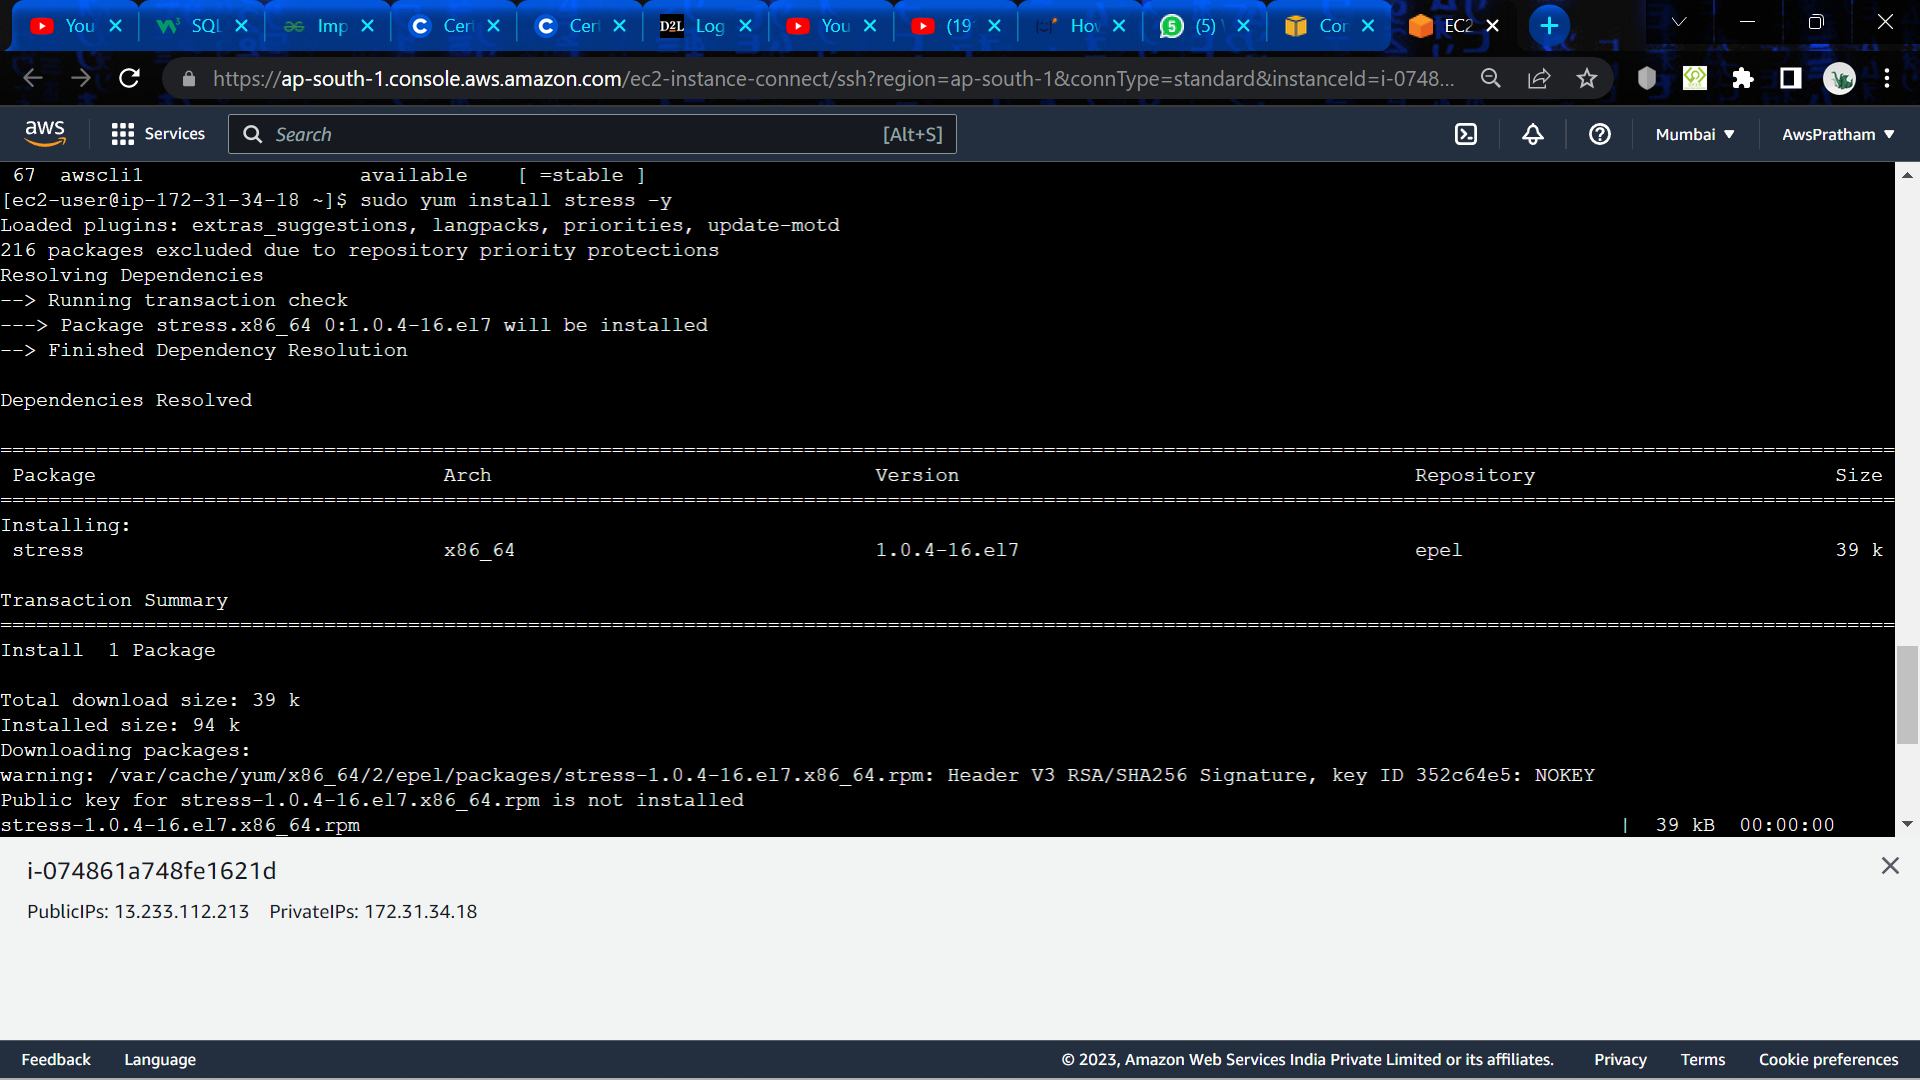 You
SQL
Imp
Cert
Cert
D2L
Log
You
(19
How
5
(5)
Con
EC2
https://ap-south-1.console.aws.amazon.com/ec2-instance-connect/ssh?region=ap-south-1&connType=standard&instanceId=i-0748...
aws
Services
Search
[Alt+S]
Mumbai
AwsPratham
67  awscli1                  available    [ =stable ]
[ec2-user@ip-172-31-34-18 ~]$ sudo yum install stress -y
Loaded plugins: extras_suggestions, langpacks, priorities, update-motd
216 packages excluded due to repository priority protections
Resolving Dependencies
--> Running transaction check
---> Package stress.x86_64 0:1.0.4-16.el7 will be installed
--> Finished Dependency Resolution
Dependencies Resolved
Package Arch Version Repository Size
Installing:
stress x86_64 1.0.4-16.el7 epel 39 k
Transaction Summary
Install  1 Package
Total download size: 39 k
Installed size: 94 k
Downloading packages:
warning: /var/cache/yum/x86_64/2/epel/packages/stress-1.0.4-16.el7.x86_64.rpm: Header V3 RSA/SHA256 Signature, key ID 352c64e5: NOKEY
Public key for stress-1.0.4-16.el7.x86_64.rpm is not installed
stress-1.0.4-16.el7.x86_64.rpm | 39 kB 00:00:00
i-074861a748fe1621d
PublicIPs: 13.233.112.213 PrivateIPs: 172.31.34.18
Feedback
Language
© 2023, Amazon Web Services India Private Limited or its affiliates.
Privacy
Terms
Cookie preferences